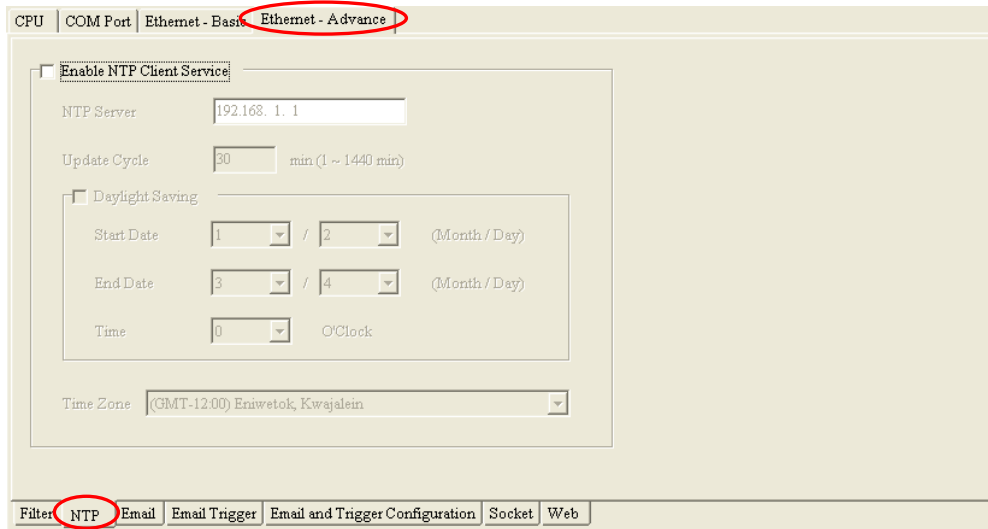 CPU COM Port Ethernet - Basic Ethernet - Advance
Enable NTP Client Service
NTP Server 192.168. 1. 1
Update Cycle 30 min (1 ~ 1440 min)
Daylight Saving
Start Date 1 / 2 (Month / Day)
End Date 3 / 4 (Month / Day)
Time 0 O'Clock
Time Zone (GMT-12:00) Eniwetok, Kwajalein
Filter NTP Email Email Trigger Email and Trigger Configuration Socket Web